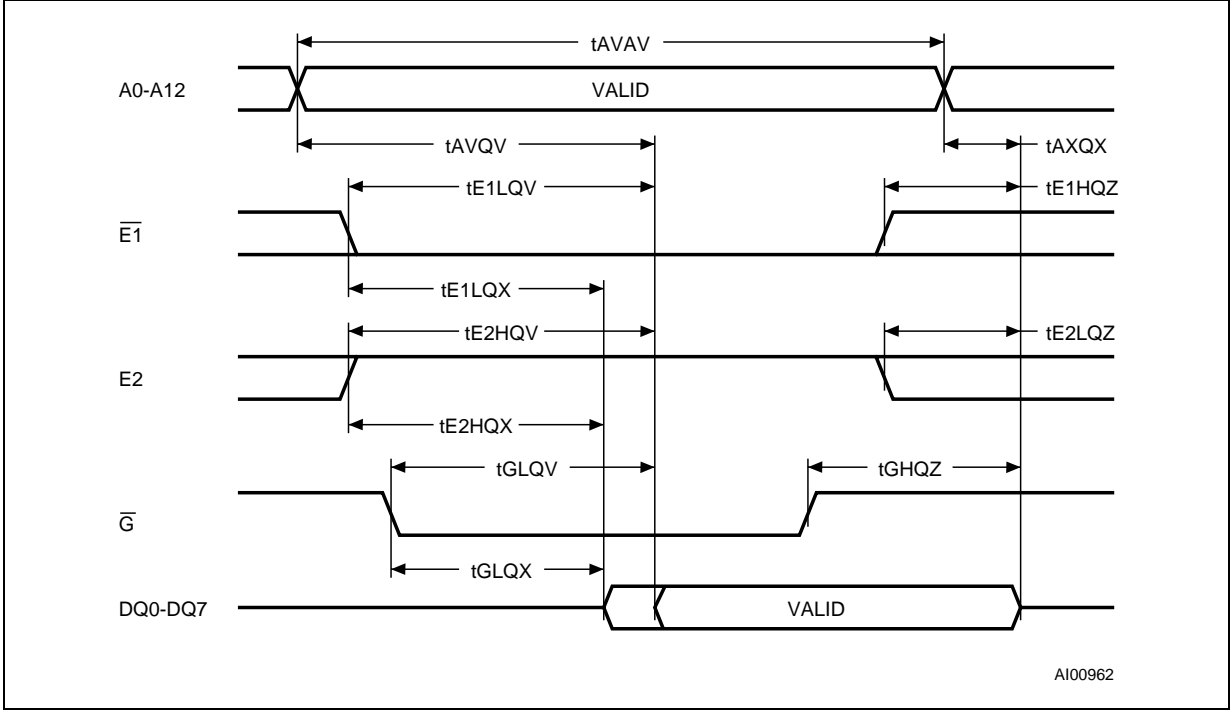 tAVAV
A0-A12
VALID
tAVQV
tAXQX
tE1LQV
tE1HQZ
E1
tE1LQX
tE2HQV
tE2LQZ
E2
tE2HQX
tGLQV
tGHQZ
G
tGLQX
DQ0-DQ7
VALID
AI00962